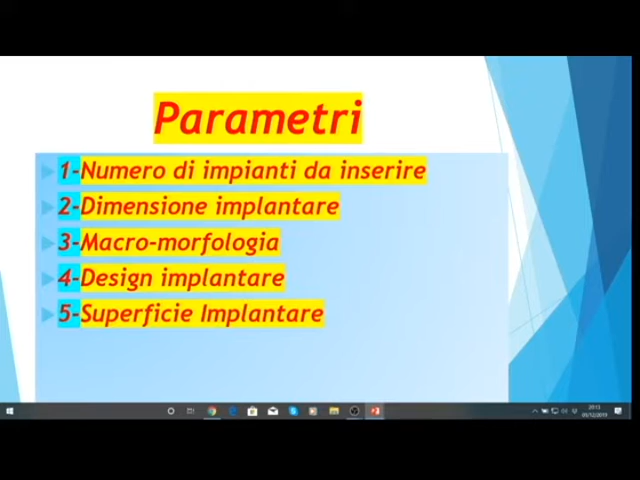 Parametri
1-Numero di impianti da inserire
2-Dimensione implantare
3-Macro-morfologia
4-Design implantare
5-Superficie Implantare